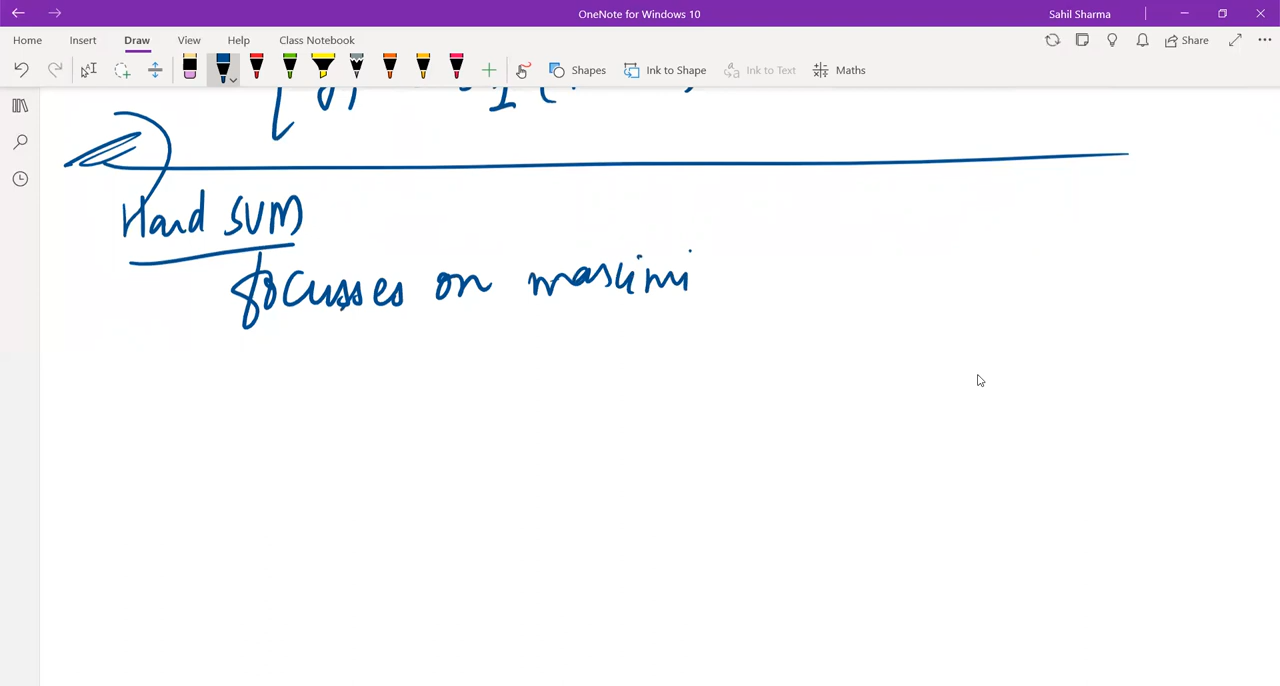 OneNote for Windows 10
Sahil Sharma
Home Insert Draw View Help Class Notebook
Share
Shapes Ink to Shape Ink to Text Maths
Hard SVM
focusses on maximi